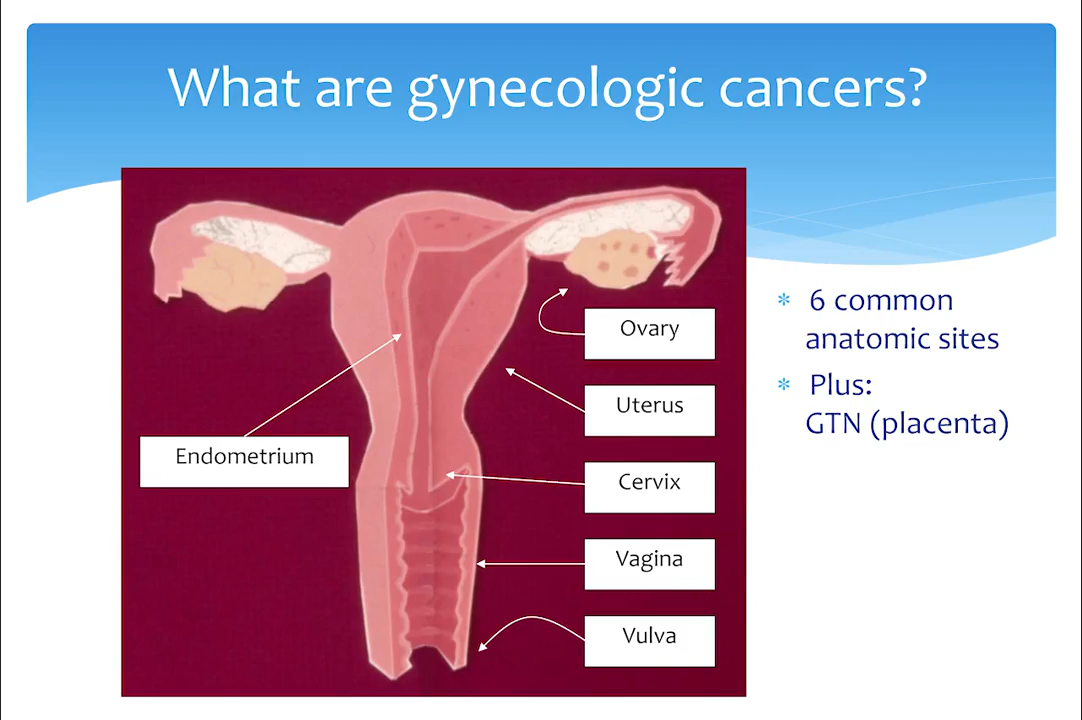 What are gynecologic cancers?
Ovary
Uterus
Endometrium
Cervix
Vagina
Vulva
* 6 common
anatomic sites
* Plus:
GTN (placenta)